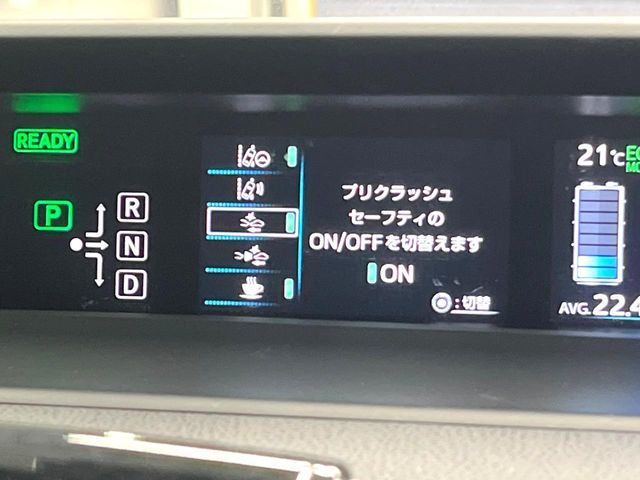 READY
P
R
N
D
プリクラッシュ
セーフティの
ON/OFFを切替えます
ON
:切替
21℃
AVG.22.4